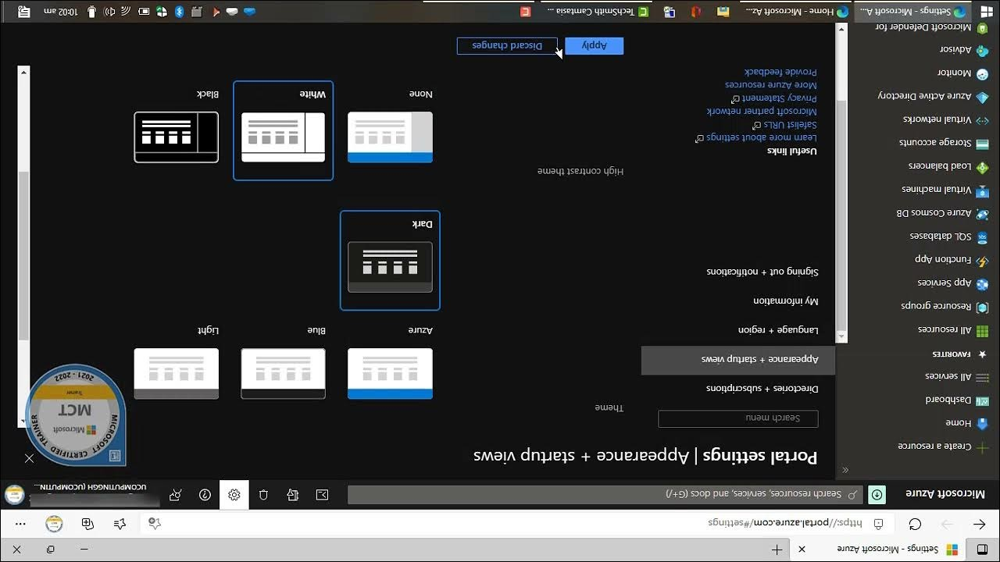 Settings - Microsoft Azure
https://portal.azure.com/#settings
Microsoft Azure
Search resources, services, and docs (G+/)
UCOMPUTINGGH (UCOMPUTIN...
Create a resource
Home
Dashboard
All services
FAVORITES
All resources
Resource groups
App Services
Function App
SQL databases
Azure Cosmos DB
Virtual machines
Load balancers
Storage accounts
Virtual networks
Azure Active Directory
Monitor
Advisor
Microsoft Defender for
Portal settings | Appearance + startup views
Search menu
Directories + subscriptions
Appearance + startup views
Language + region
My information
Signing out + notifications
Useful links
Learn more about settings
Safelist URLs
Microsoft partner network
Privacy Statement
More Azure resources
Provide feedback
Theme
Azure
Blue
Light
Dark
High contrast theme
None
White
Black
Apply
Discard changes
MICROSOFT CERTIFIED TRAINER
Microsoft
MCT
Trainer
2021 - 2022
Settings - Microsoft A...
Home - Microsoft Az...
TechSmith Camtasia ...
10:02 am